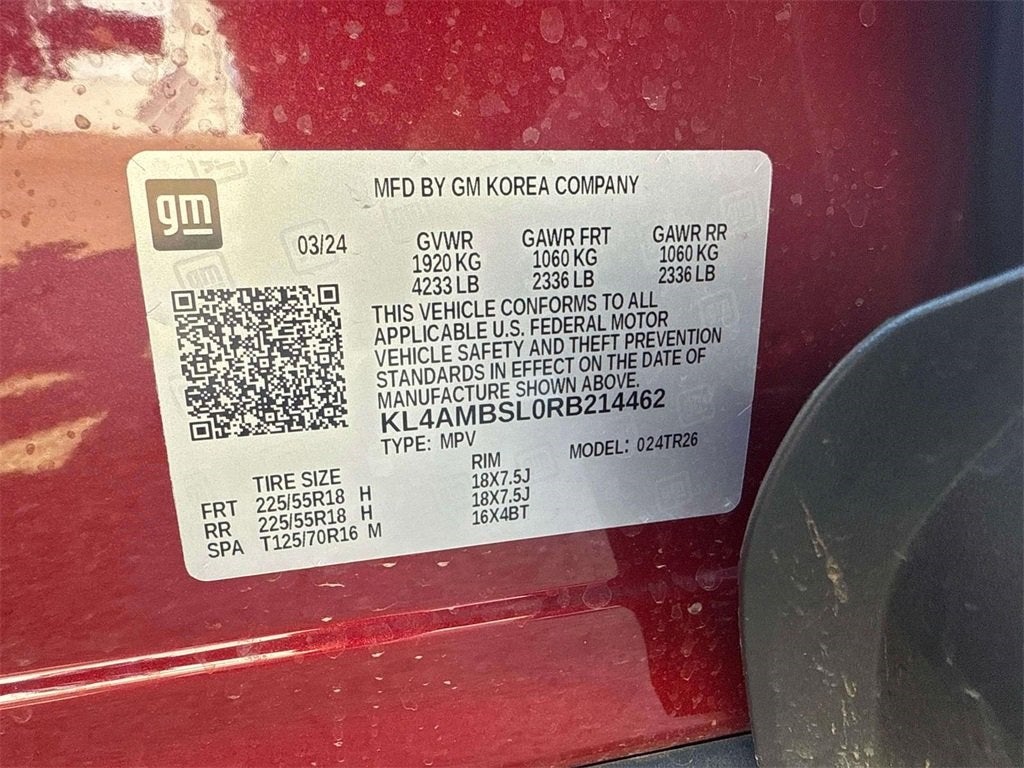 gm
MFD BY GM KOREA COMPANY
03/24 GVWR GAWR FRT GAWR RR
1920 KG 1060 KG 1060 KG
4233 LB 2336 LB 2336 LB
THIS VEHICLE CONFORMS TO ALL
APPLICABLE U.S. FEDERAL MOTOR
VEHICLE SAFETY AND THEFT PREVENTION
STANDARDS IN EFFECT ON THE DATE OF
MANUFACTURE SHOWN ABOVE.
KL4AMBSL0RB214462
TYPE: MPV MODEL: 024TR26
TIRE SIZE RIM
FRT 225/55R18 H 18X7.5J
RR 225/55R18 H 18X7.5J
SPA T125/70R16 M 16X4BT